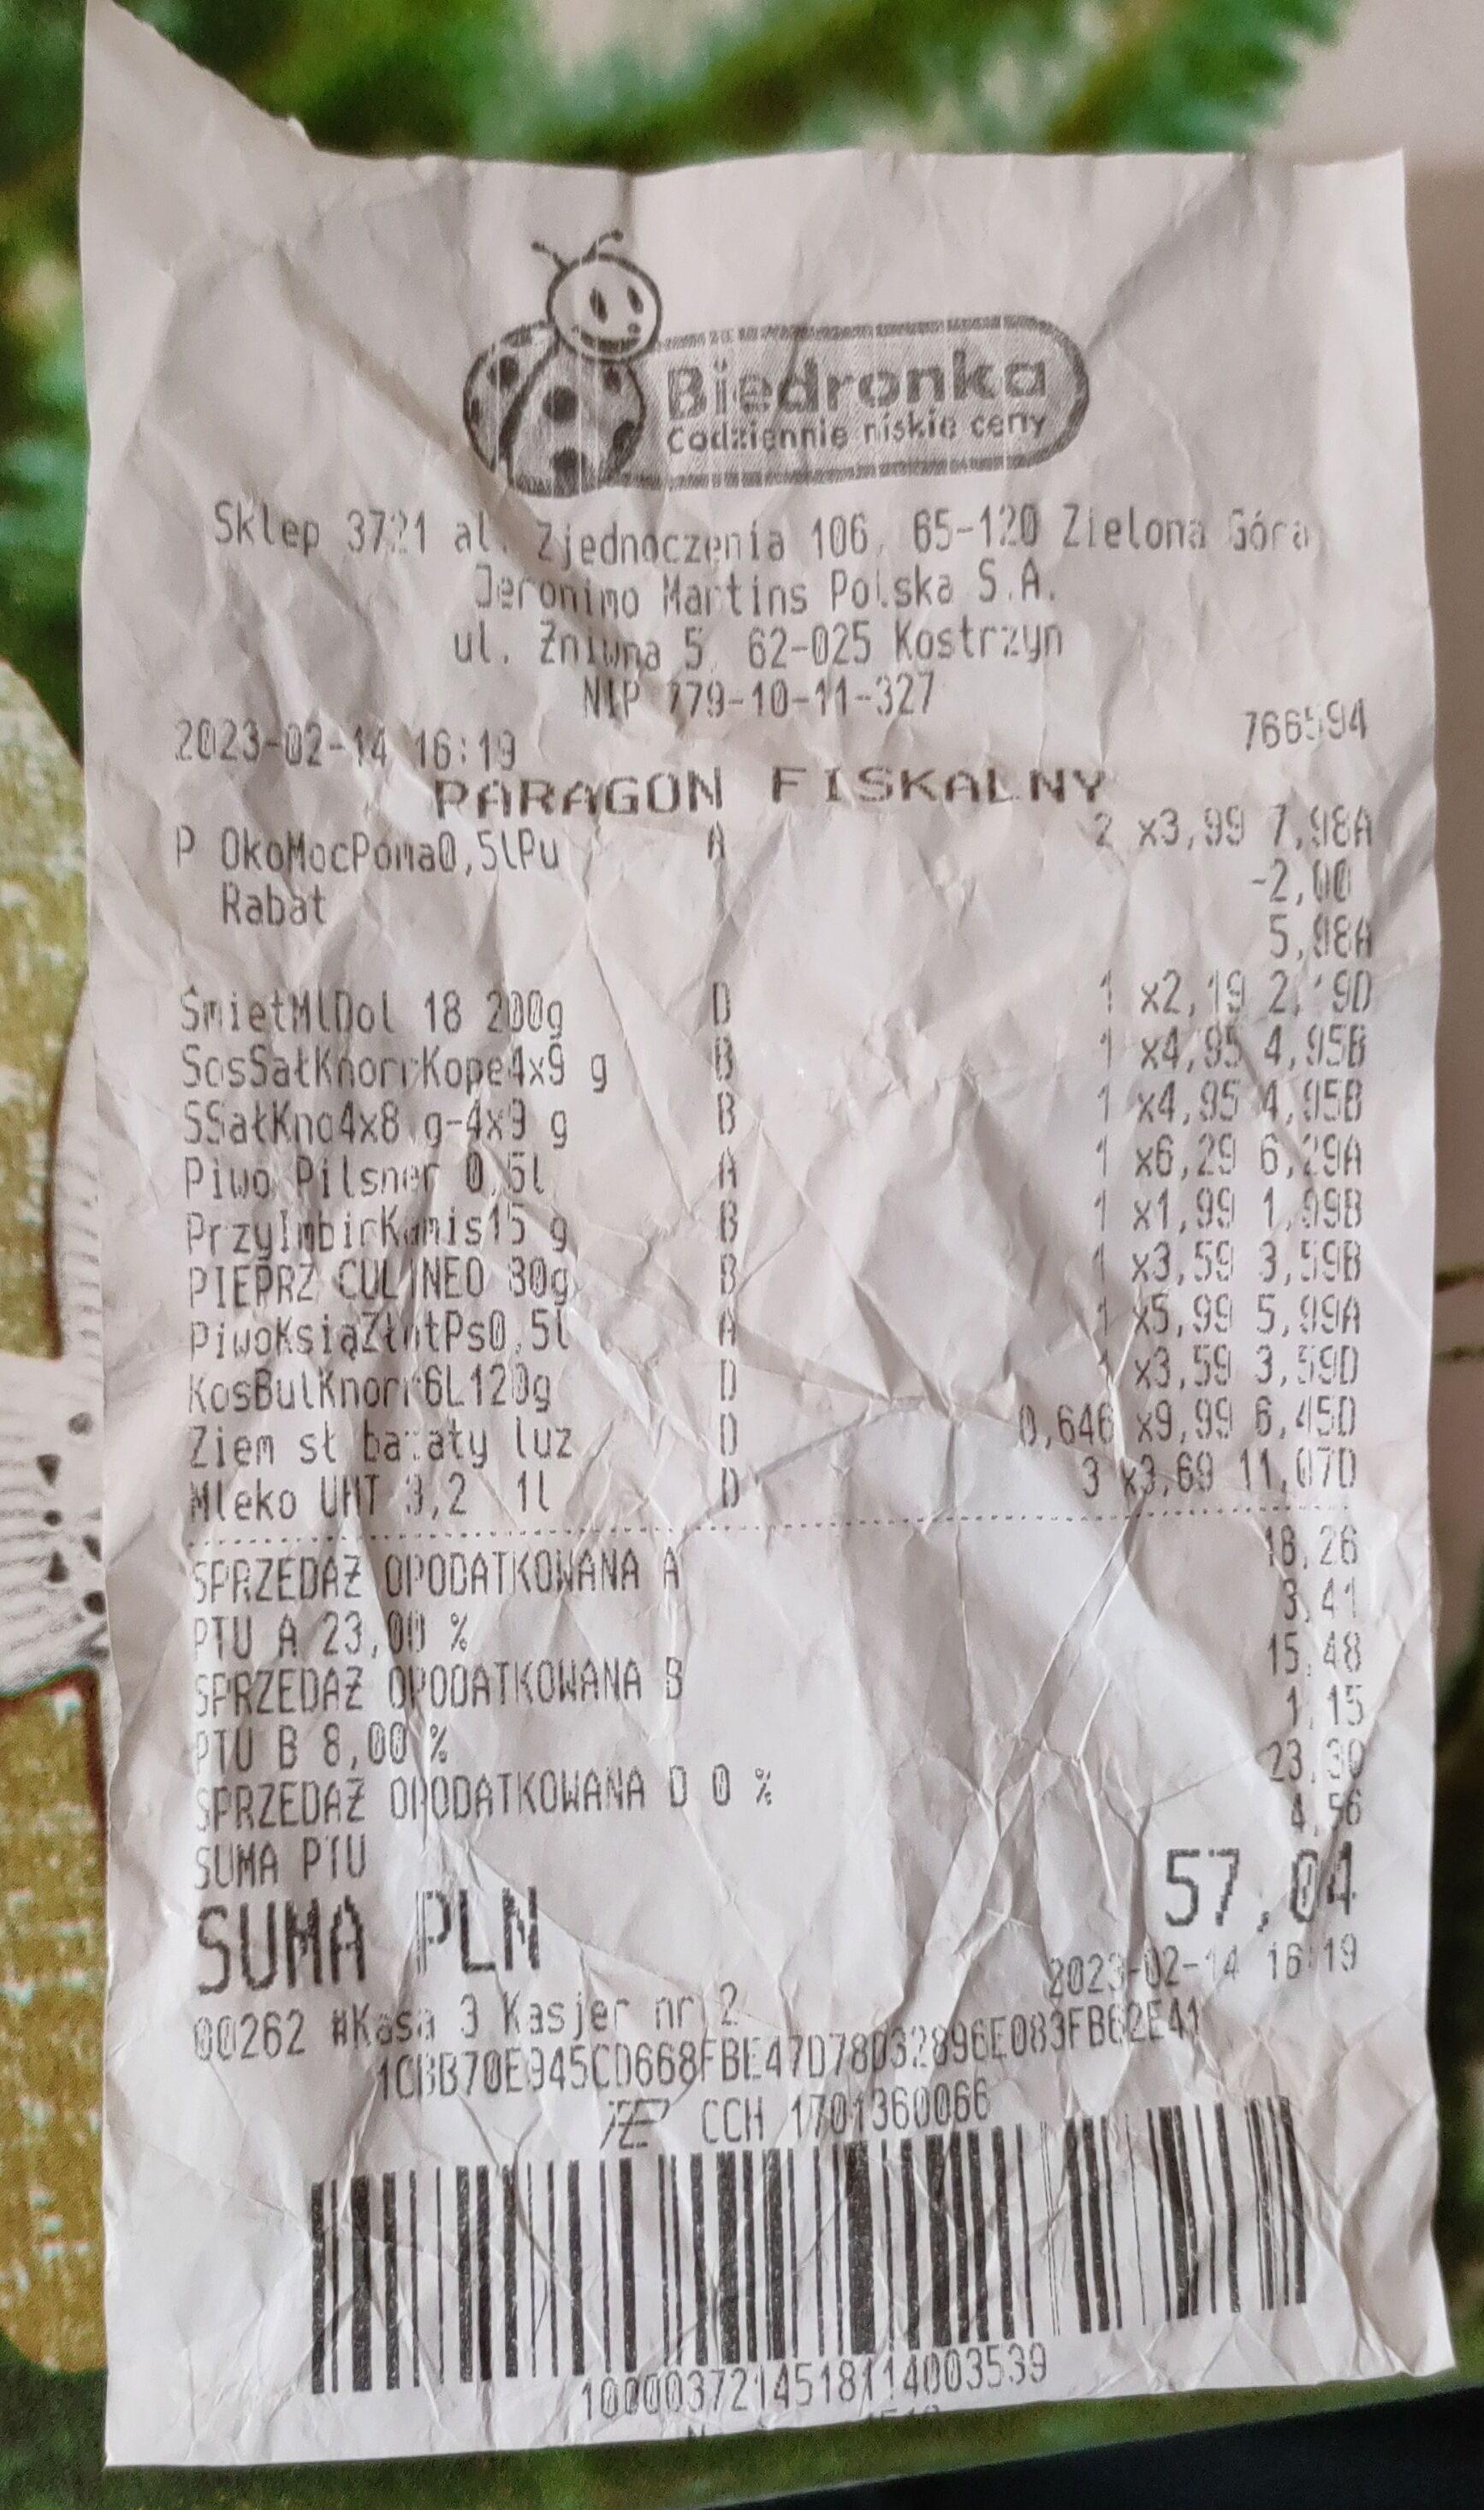 Biedronka
Codziennie niskie ceny
Sklep 3721 al. Zjednoczenia 106, 65-120 Zielona Góra
Jeronimo Martins Polska S.A.
ul. Żniwna 5, 62-025 Kostrzyn
NIP 779-10-11-327
2023-02-14 16:19 766594
PARAGON FISKALNY
P OkoMocPoma0,5lPu A 2 x3,99 7,98A
Rabat -2,00
5,98A
ŚmietMlDol 18 200g D 1 x2,19 2,19D
SosSałKnorrKope4x9 g B 1 x4,95 4,95B
SSałKno4x8 g-4x9 g B 1 x4,95 4,95B
Piwo Pilsner 0,5l A 1 x6,29 6,29A
PrzyImbirKamis15 g B 1 x1,99 1,99B
PIEPRZ CULINEO 30g B 1 x3,59 3,59B
PiwoKsiąZłotPs0,5l A 1 x5,99 5,99A
KosBulKnorr6L120g D 1 x3,59 3,59D
Ziem sł bataty luz D 0,646 x9,99 6,45D
Mleko UHT 3,2 1l D 3 x3,69 11,07D
SPRZEDAŻ OPODATKOWANA A 18,26
PTU A 23,00 % 3,41
SPRZEDAŻ OPODATKOWANA B 15,48
PTU B 8,00 % 1,15
SPRZEDAŻ OPODATKOWANA D 0 % 23,30
SUMA PTU 4,56
SUMA PLN 57,04
00262 #Kasa 3 Kasjer nr 2 2023-02-14 16:19
1CBB70E945CD668FBE47D78D32896E083FB62E41
CCH 1701360066
1000037214518114003539